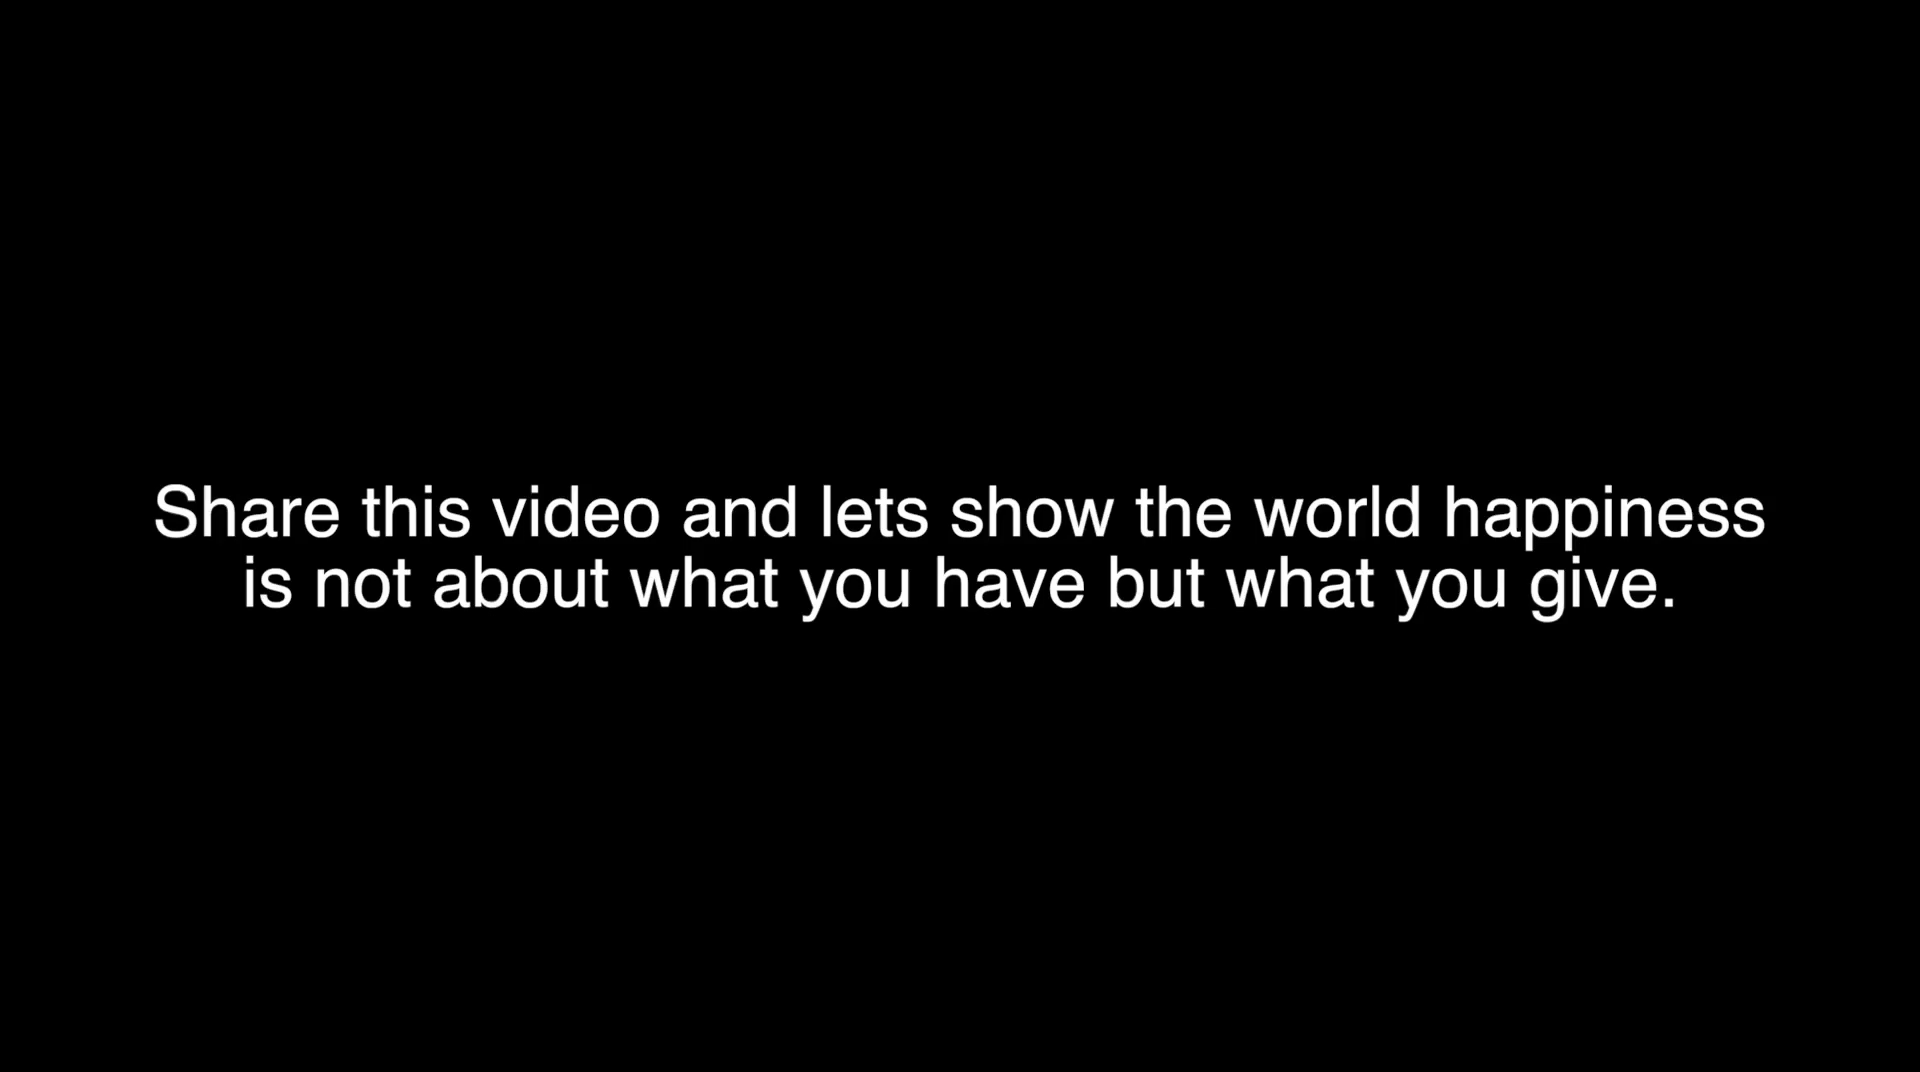 Share this video and lets show the world happiness
is not about what you have but what you give.